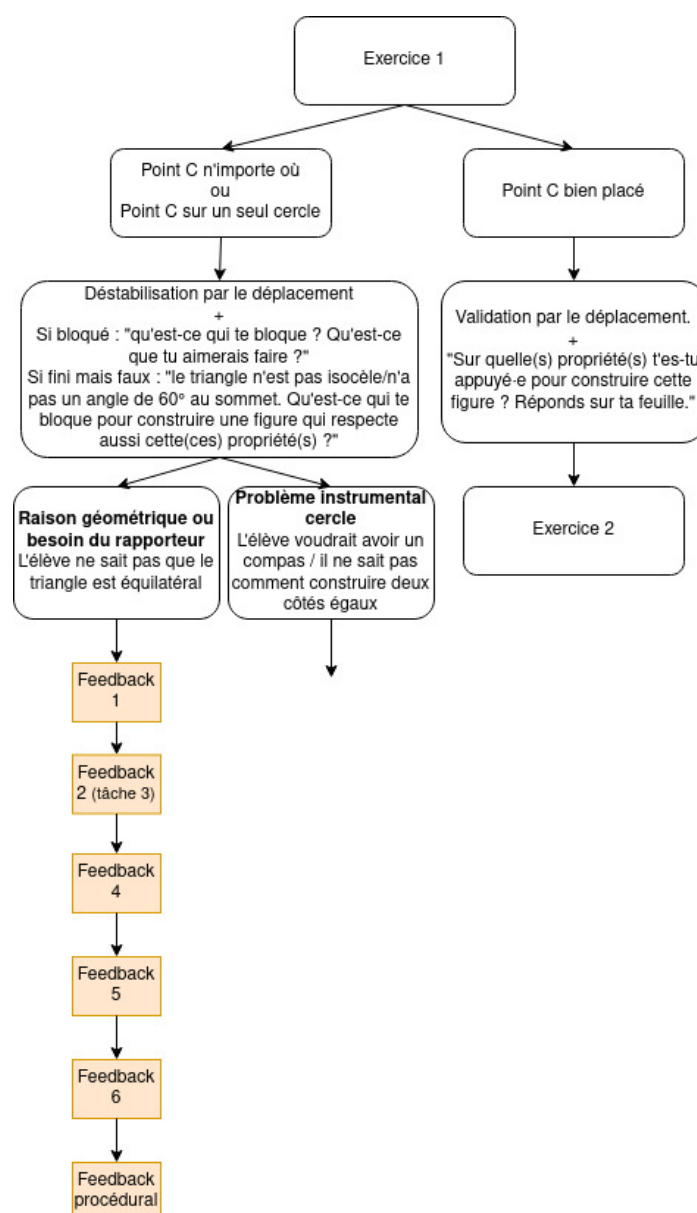 Exercice 1
Point C n'importe où
ou
Point C sur un seul cercle
Point C bien placé
Déstabilisation par le déplacement
+
Si bloqué : "qu'est-ce qui te bloque ? Qu'est-ce
que tu aimerais faire ?"
Si fini mais faux : "le triangle n'est pas isocèle/n'a
pas un angle de 60° au sommet. Qu'est-ce qui te
bloque pour construire une figure qui respecte
aussi cette(ces) propriété(s) ?"
Validation par le déplacement.
+
"Sur quelle(s) propriété(s) t'es-tu
appuyé·e pour construire cette
figure ? Réponds sur ta feuille."
Raison géométrique ou
besoin du rapporteur
L'élève ne sait pas que le
triangle est équilatéral
Problème instrumental
cercle
L'élève voudrait avoir un
compas / il ne sait pas
comment construire deux
côtés égaux
Exercice 2
Feedback
1
Feedback
2 (tâche 3)
Feedback
4
Feedback
5
Feedback
6
Feedback
procédural